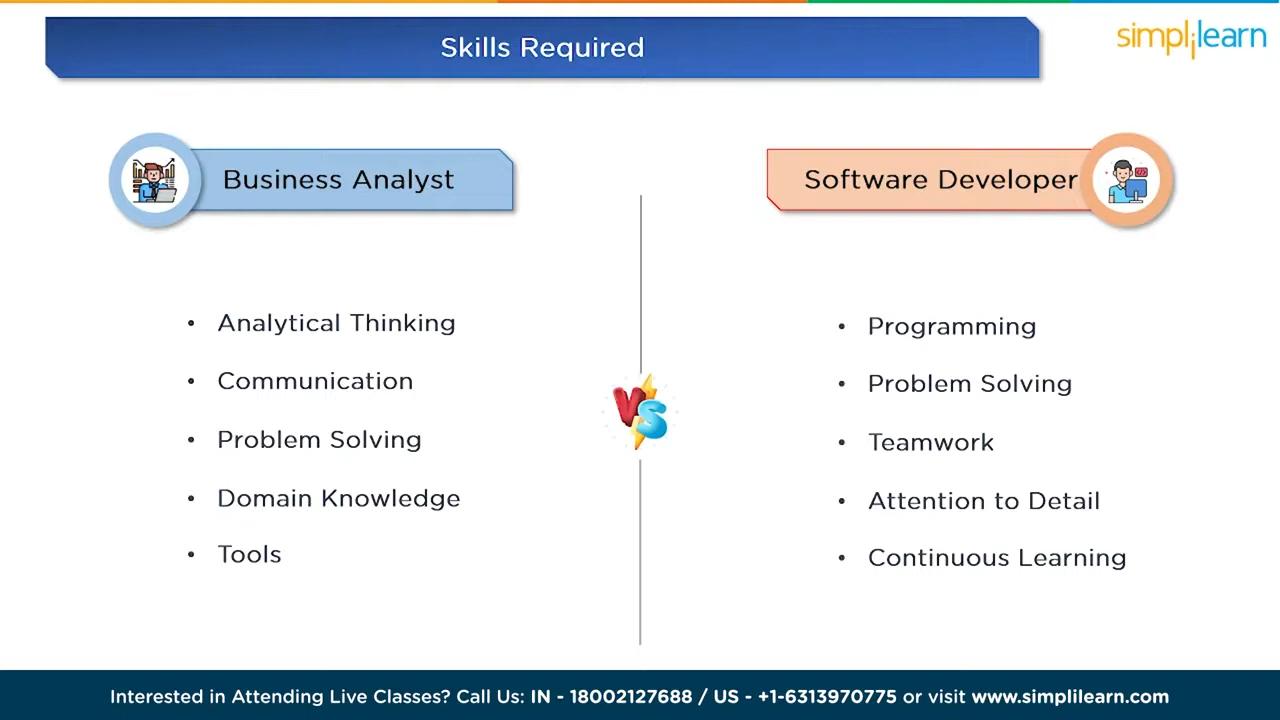 Skills Required
simplilearn
Business Analyst
Analytical Thinking
Communication
Problem Solving
Domain Knowledge
Tools
VS
Software Developer
Programming
Problem Solving
Teamwork
Attention to Detail
Continuous Learning
Interested in Attending Live Classes? Call Us: IN - 18002127688 / US - +1-6313970775 or visit www.simplilearn.com